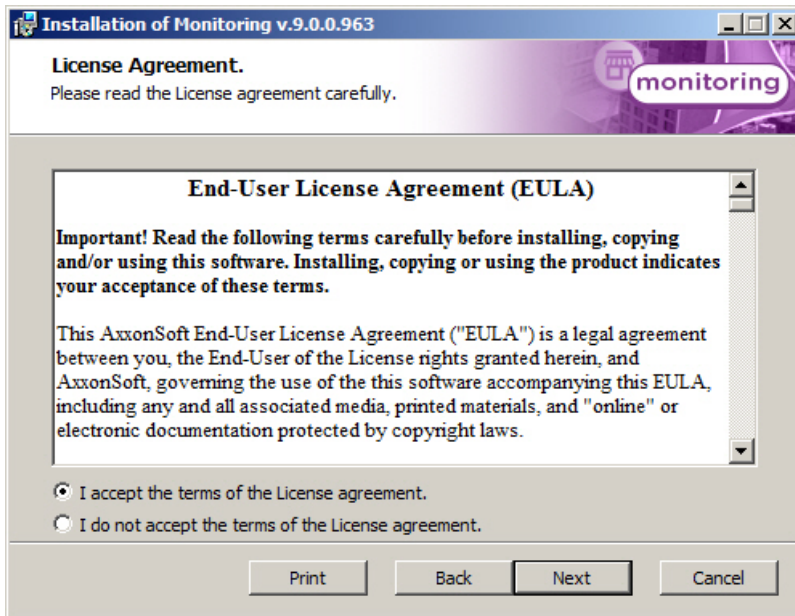 Installation of Monitoring v.9.0.0.963
License Agreement.
Please read the License agreement carefully.
monitoring
End-User License Agreement (EULA)
Important! Read the following terms carefully before installing, copying
and/or using this software. Installing, copying or using the product indicates
your acceptance of these terms.
This AxxonSoft End-User License Agreement ("EULA") is a legal agreement
between you, the End-User of the License rights granted herein, and
AxxonSoft, governing the use of the this software accompanying this EULA,
including any and all associated media, printed materials, and "online" or
electronic documentation protected by copyright laws.
I accept the terms of the License agreement.
I do not accept the terms of the License agreement.
Print Back Next Cancel